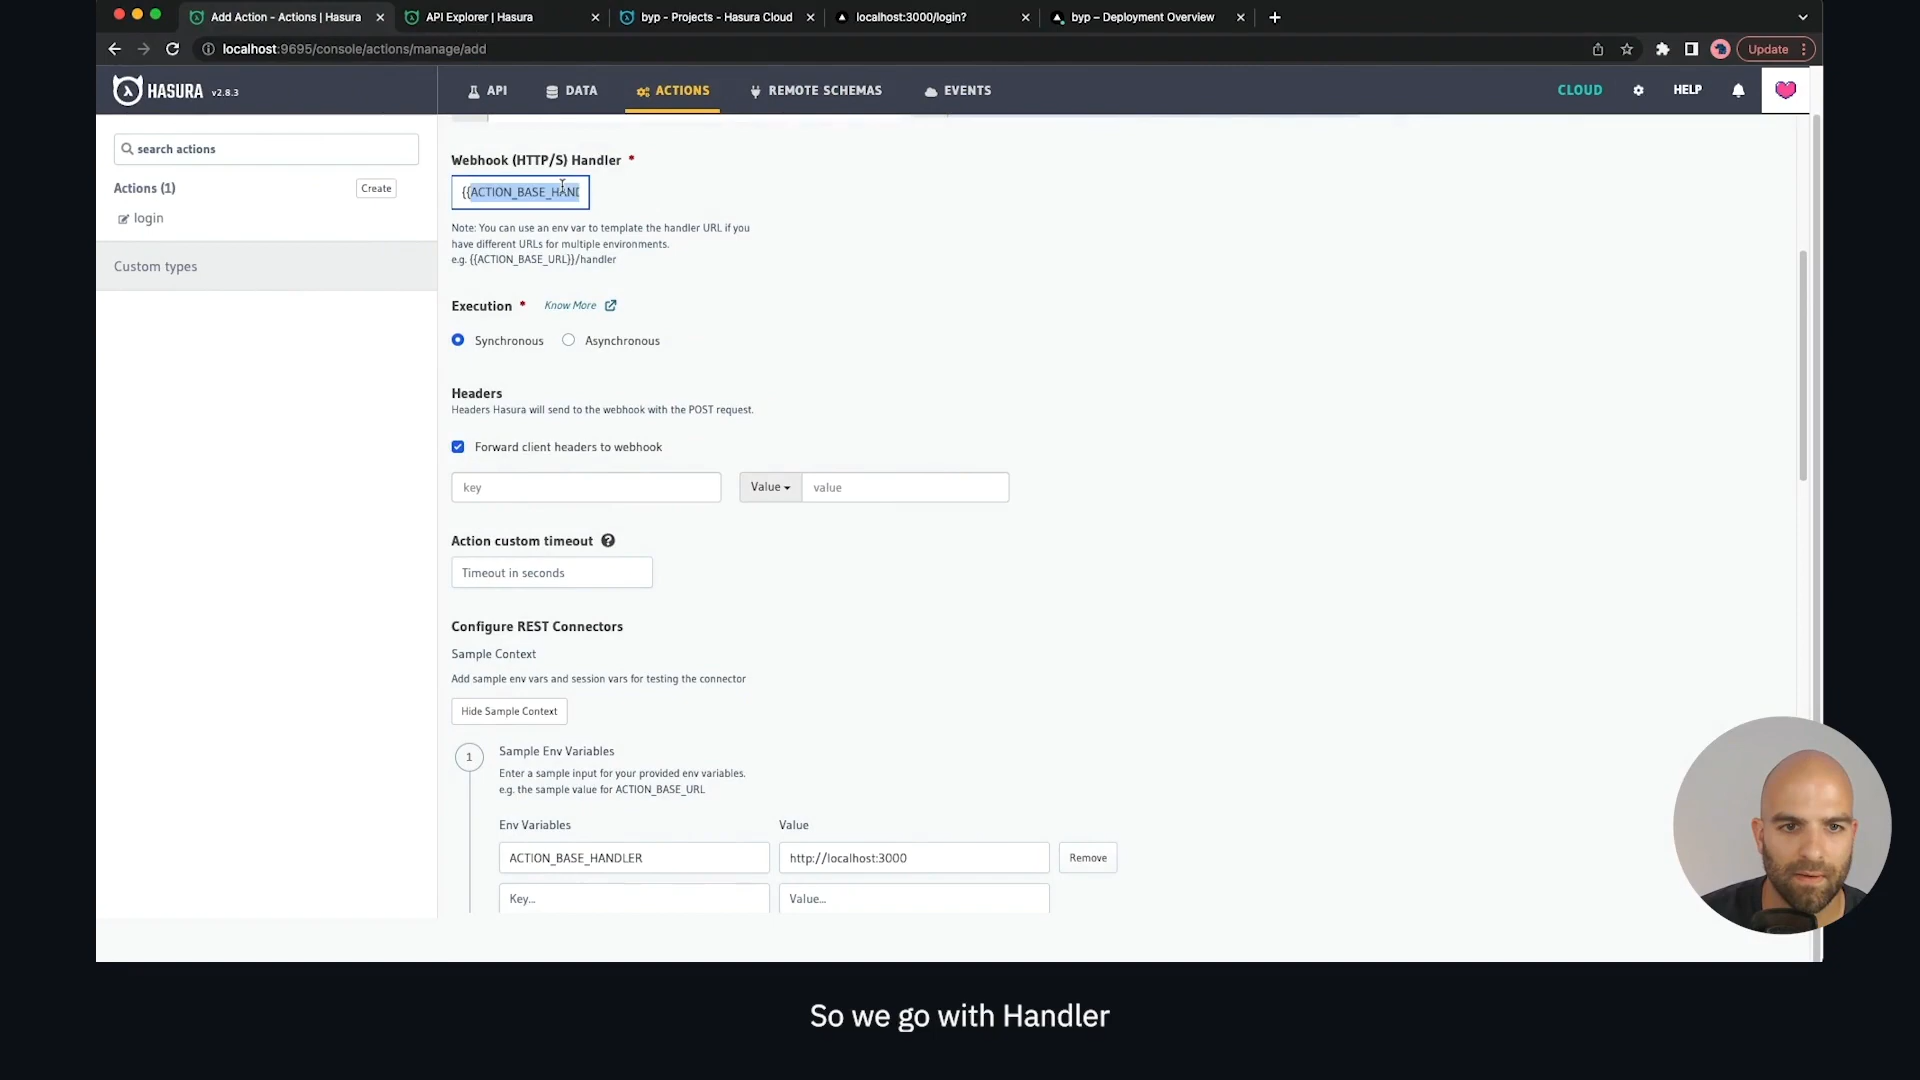 Add Action - Actions | Hasura
API Explorer | Hasura
byp - Projects - Hasura Cloud
localhost:3000/login?
byp – Deployment Overview
localhost:9695/console/actions/manage/add
Update
HASURA v2.8.3
API
DATA
ACTIONS
REMOTE SCHEMAS
EVENTS
CLOUD
HELP
search actions
Actions (1)
Create
login
Custom types
Webhook (HTTP/S) Handler *
{{ACTION_BASE_HAND
Note: You can use an env var to template the handler URL if you
have different URLs for multiple environments.
e.g. {{ACTION_BASE_URL}}/handler
Execution * Know More
Synchronous Asynchronous
Headers
Headers Hasura will send to the webhook with the POST request.
Forward client headers to webhook
key
Value value
Action custom timeout
Timeout in seconds
Configure REST Connectors
Sample Context
Add sample env vars and session vars for testing the connector
Hide Sample Context
1 Sample Env Variables
Enter a sample input for your provided env variables.
e.g. the sample value for ACTION_BASE_URL
Env Variables Value
ACTION_BASE_HANDLER http://localhost:3000 Remove
Key... Value...
So we go with Handler